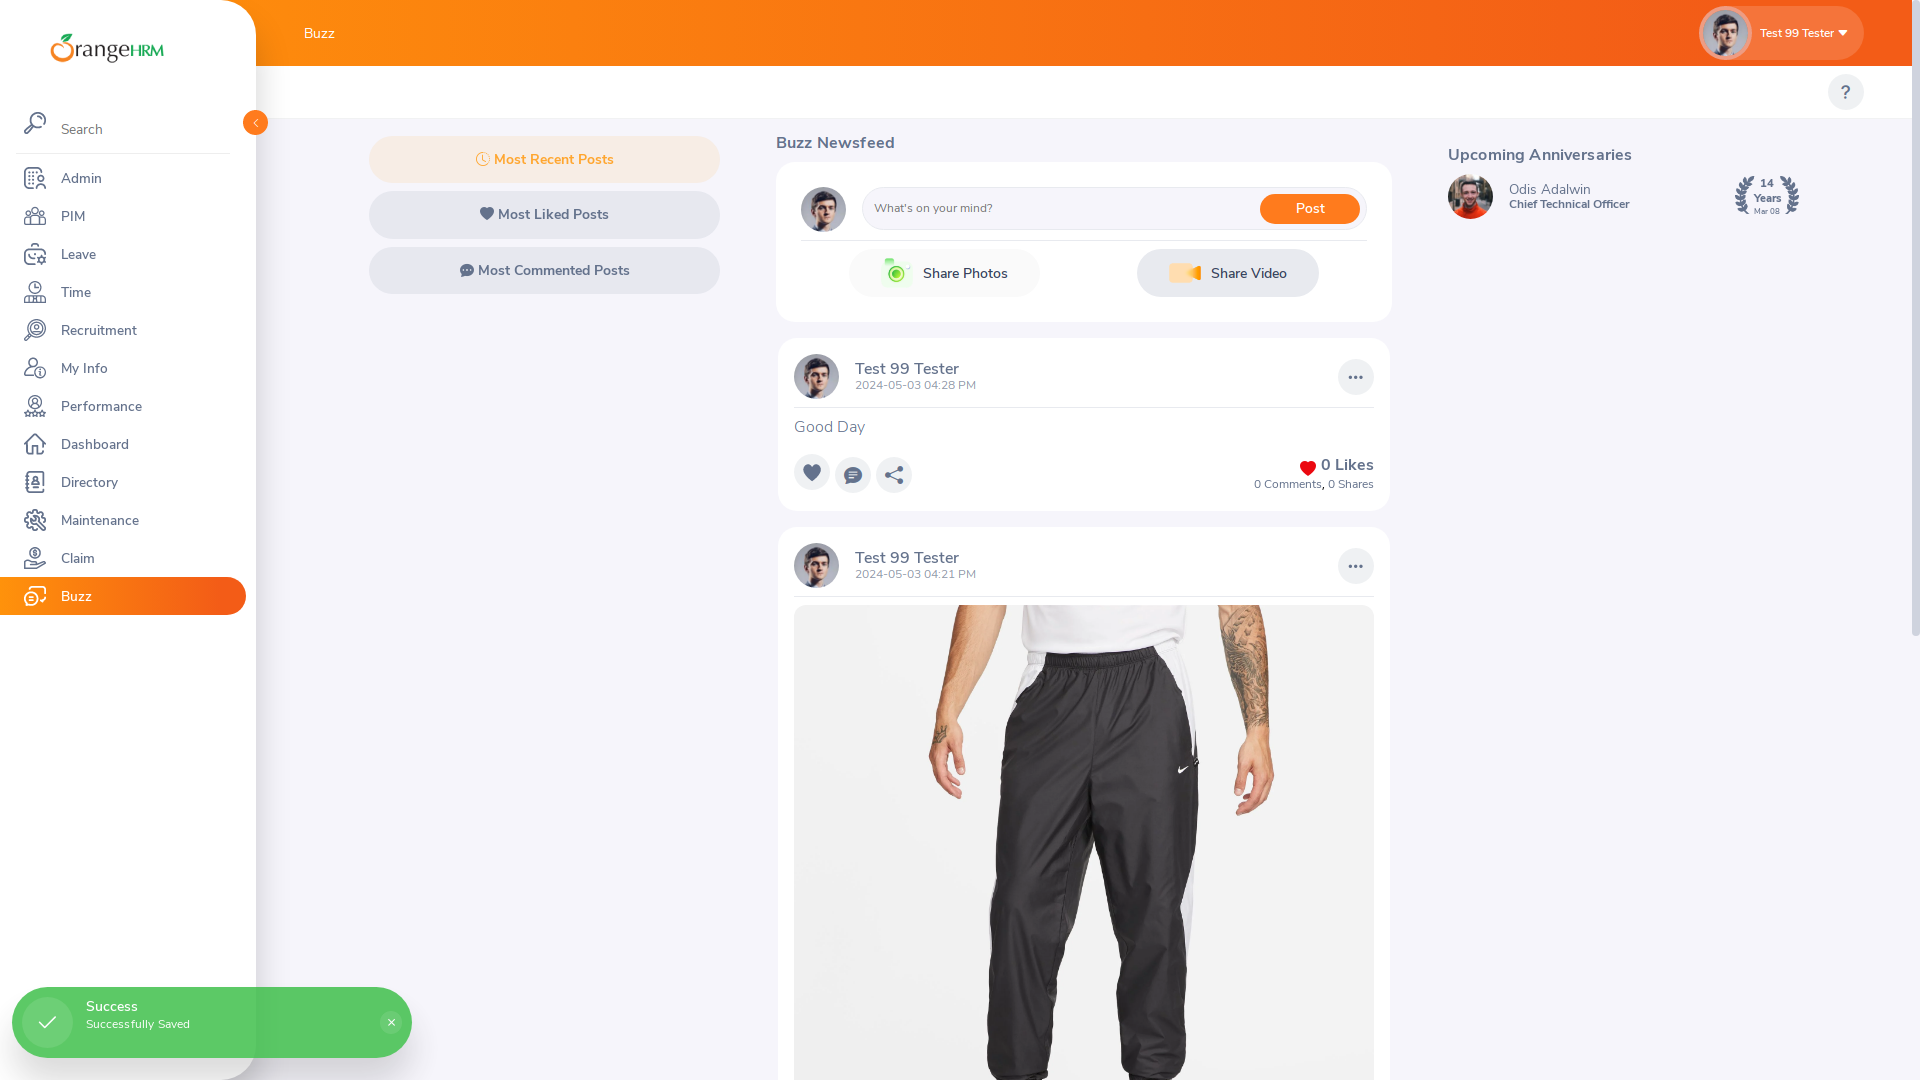 OrangeHRM
Search
Admin
PIM
Leave
Time
Recruitment
My Info
Performance
Dashboard
Directory
Maintenance
Claim
Buzz
Buzz
Test 99 Tester
?
Most Recent Posts
Most Liked Posts
Most Commented Posts
Buzz Newsfeed
What's on your mind?
Post
Share Photos
Share Video
Test 99 Tester
2024-05-03 04:28 PM
Good Day
0 Likes
0 Comments, 0 Shares
Test 99 Tester
2024-05-03 04:21 PM
Upcoming Anniversaries
Odis Adalwin
Chief Technical Officer
14
Years
Mar 08
Success
Successfully Saved